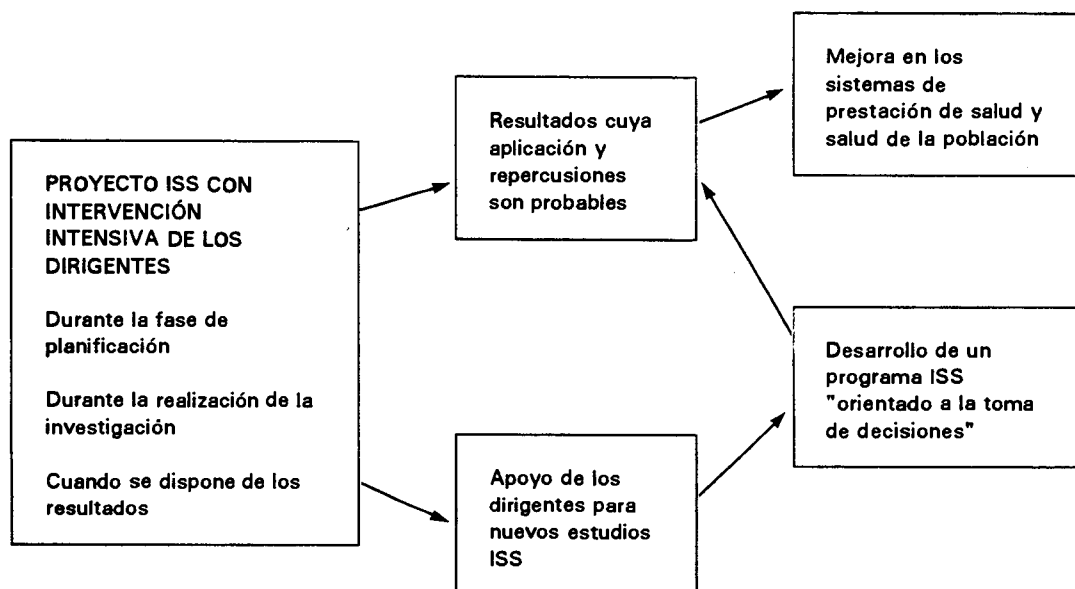 PROYECTO ISS CON
INTERVENCIÓN
INTENSIVA DE LOS
DIRIGENTES
Durante la fase de
planificación
Durante la realización de la
investigación
Cuando se dispone de los
resultados
Resultados cuya
aplicación y
repercusiones
son probables
Apoyo de los
dirigentes para
nuevos estudios
ISS
Mejora en los
sistemas de
prestación de salud y
salud de la población
Desarrollo de un
programa ISS
"orientado a la toma
de decisiones"